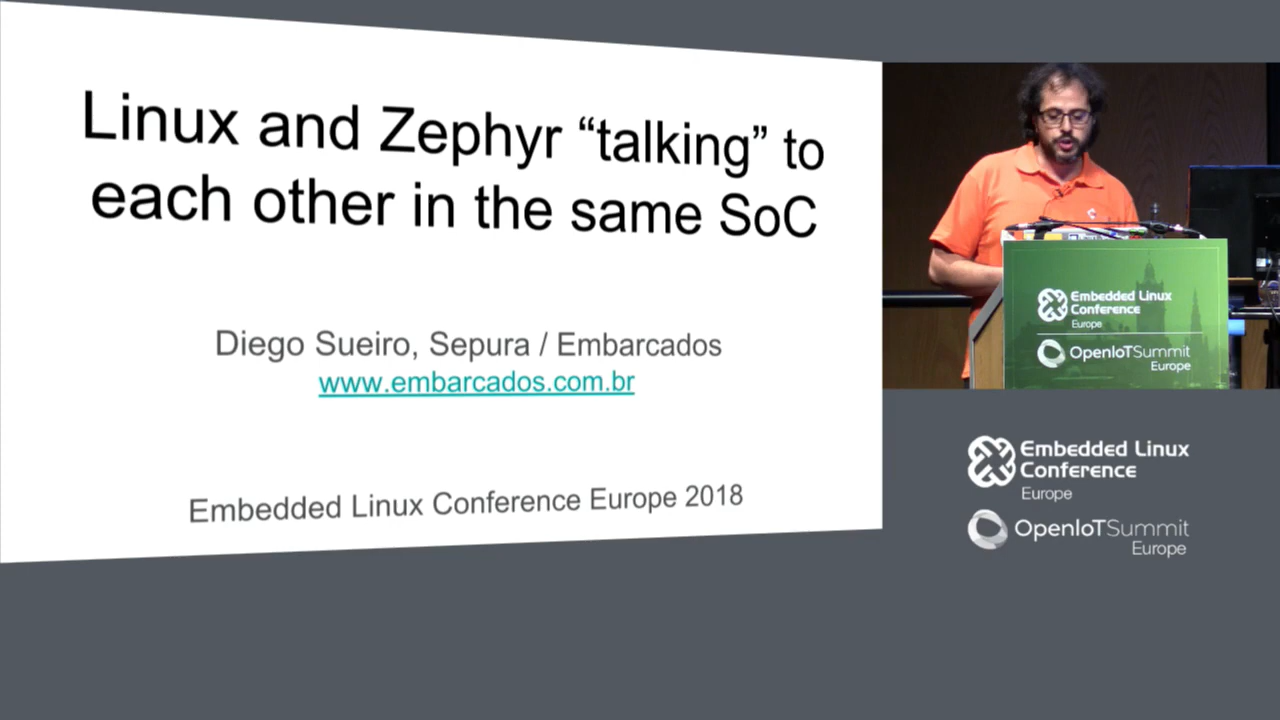 Linux and Zephyr “talking” to
each other in the same SoC
Diego Sueiro, Sepura / Embarcados
www.embarcados.com.br
Embedded Linux Conference Europe 2018
Embedded Linux
Conference
Europe
OpenIoTSummit
Europe
Embedded Linux
Conference
Europe
OpenIoTSummit
Europe